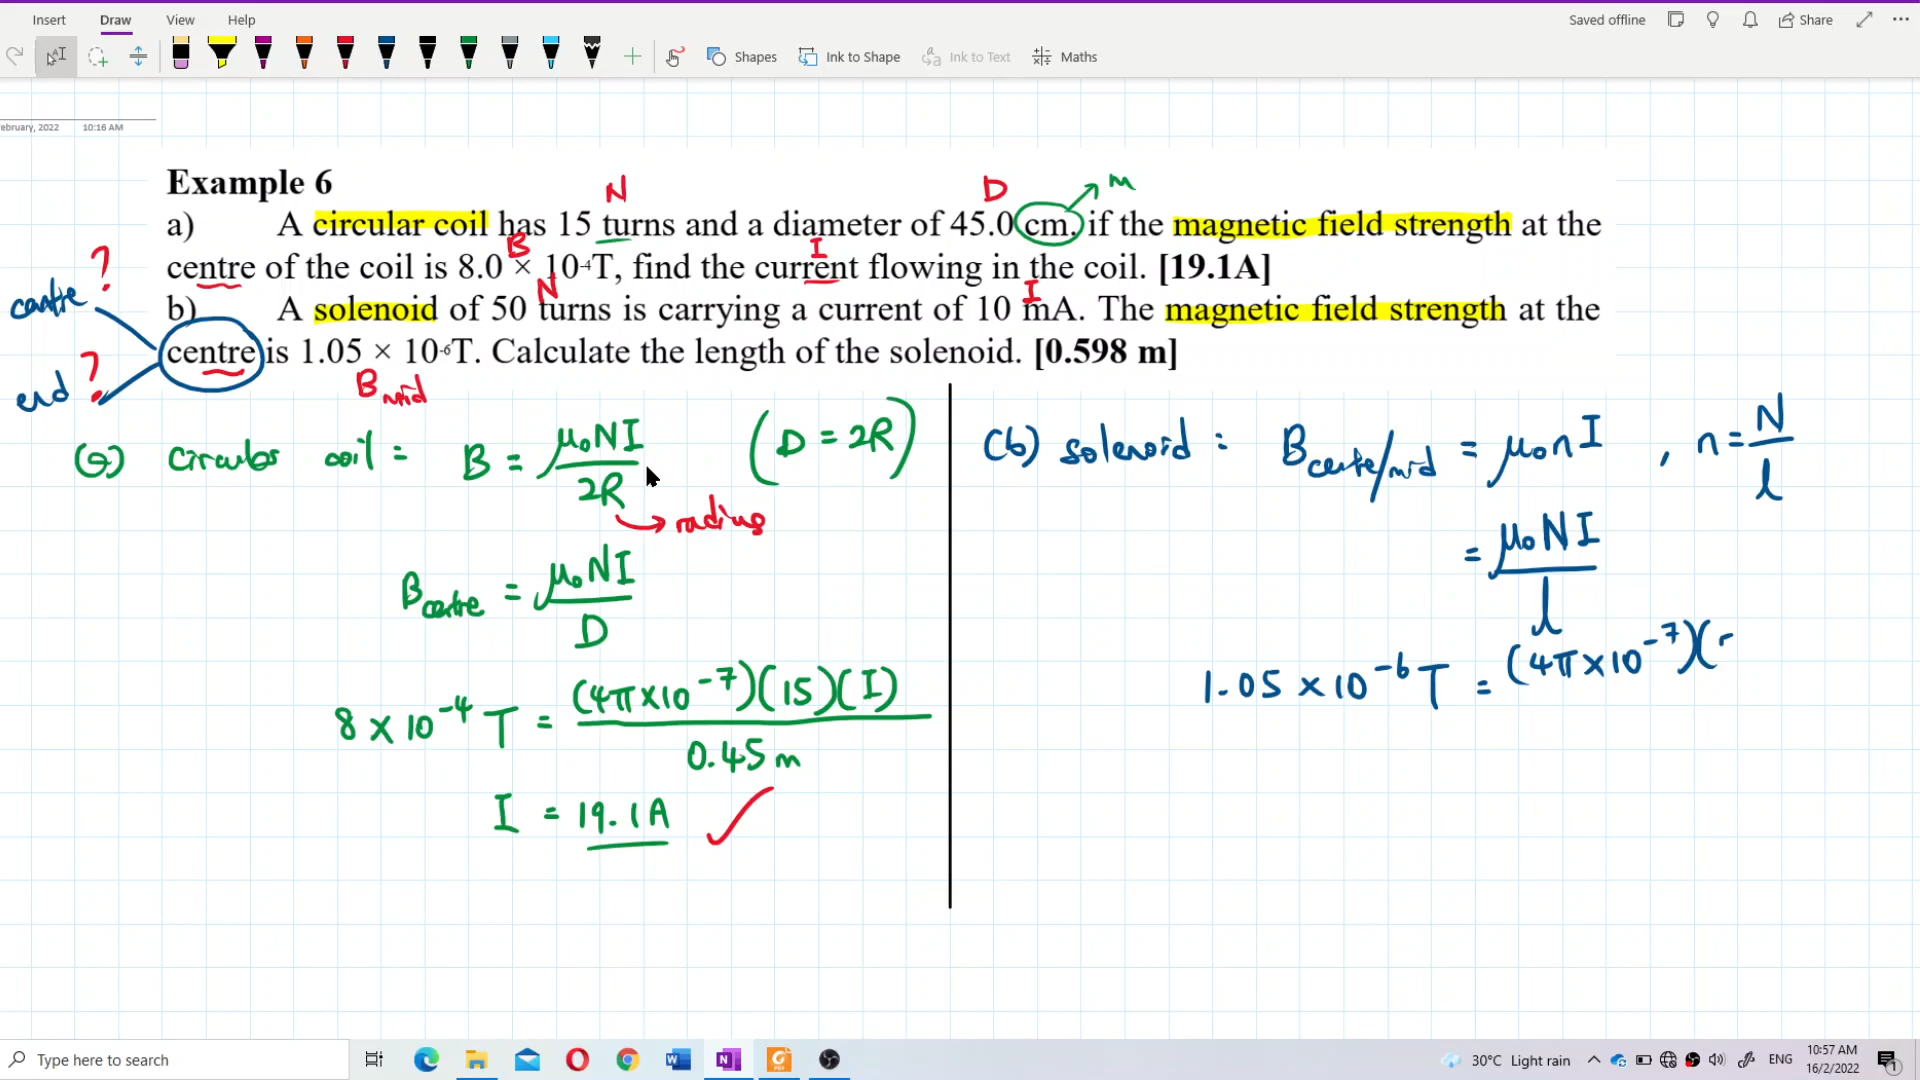 Insert Draw View Help
Saved offline Share
Shapes Ink to Shape Ink to Text Maths
ebruary, 2022 10:16 AM
Example 6
N D m
a) A circular coil has 15 turns and a diameter of 45.0 cm. if the magnetic field strength at the
B I
centre of the coil is 8.0 × 10⁻⁴T, find the current flowing in the coil. [19.1A]
N I
b) A solenoid of 50 turns is carrying a current of 10 mA. The magnetic field strength at the
centre is 1.05 × 10⁻⁶T. Calculate the length of the solenoid. [0.598 m]
centre ?
end ?
B mid
(a) circular coil = B = μ₀NI / 2R (D = 2R)
radius
B centre = μ₀NI / D
8 × 10⁻⁴ T = (4π×10⁻⁷)(15)(I) / 0.45 m
I = 19.1A
(b) solenoid : B centre/mid = μ₀nI , n = N / l
= μ₀NI / l
1.05 × 10⁻⁶ T = (4π×10⁻⁷)(
Type here to search
30°C Light rain ENG 10:57 AM
16/2/2022 1